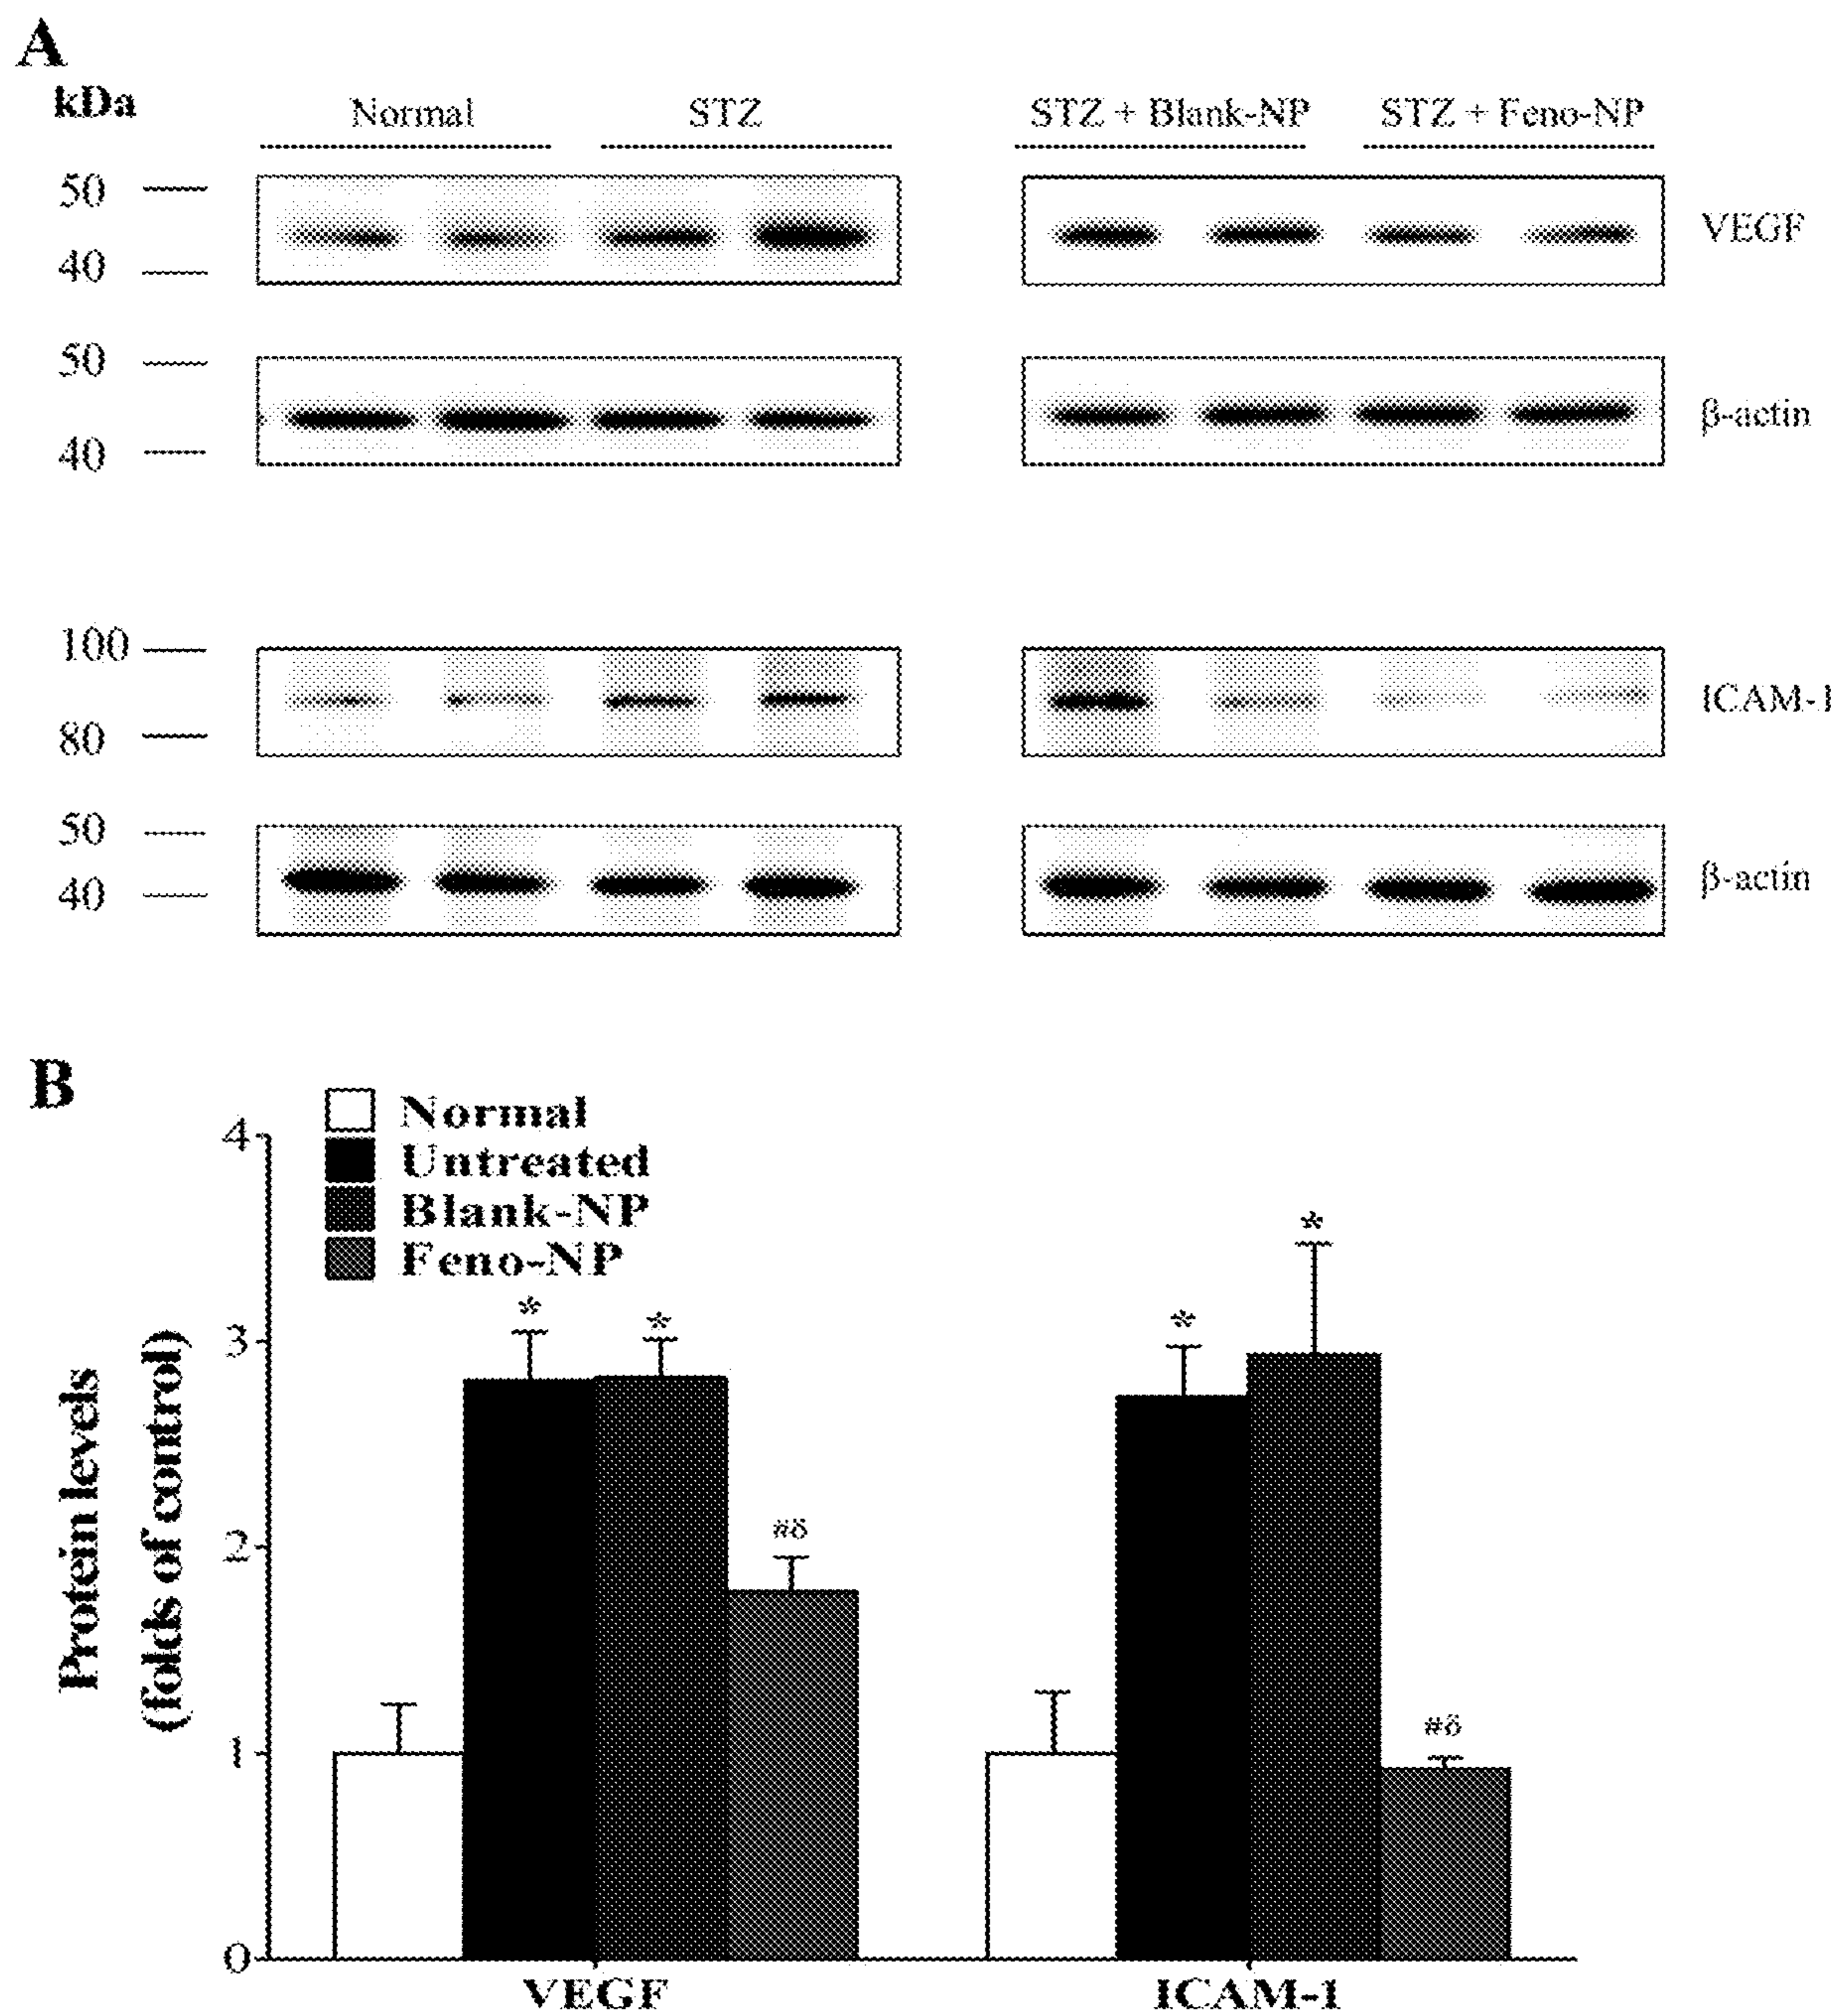 A
kDa
Normal STZ STZ + Blank-NP STZ + Feno-NP
50
VEGF
40
50
β-actin
40
100
ICAM-1
80
50
β-actin
40
B
Normal
Untreated
Blank-NP
Feno-NP
Protein levels
(folds of control)
4
3
2
1
0
* * #δ
* * #δ
VEGF ICAM-1